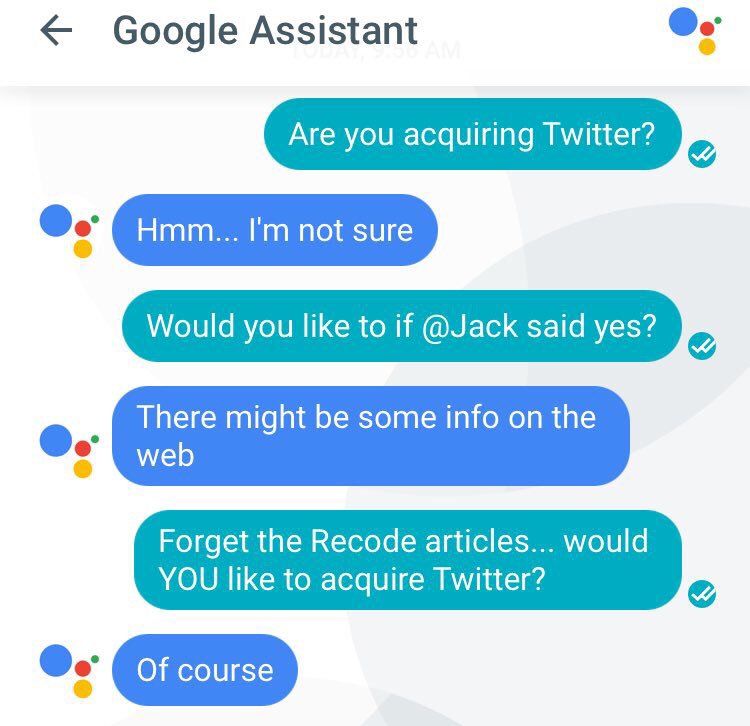 Google Assistant
TODAY, 9:56 AM
Are you acquiring Twitter?
Hmm... I'm not sure
Would you like to if @Jack said yes?
There might be some info on the
web
Forget the Recode articles... would
YOU like to acquire Twitter?
Of course